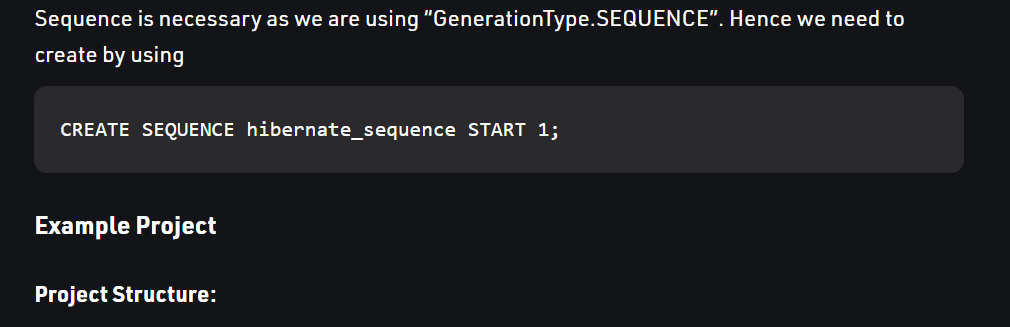 Sequence is necessary as we are using “GenerationType.SEQUENCE”. Hence we need to
create by using
CREATE SEQUENCE hibernate_sequence START 1;
Example Project
Project Structure: